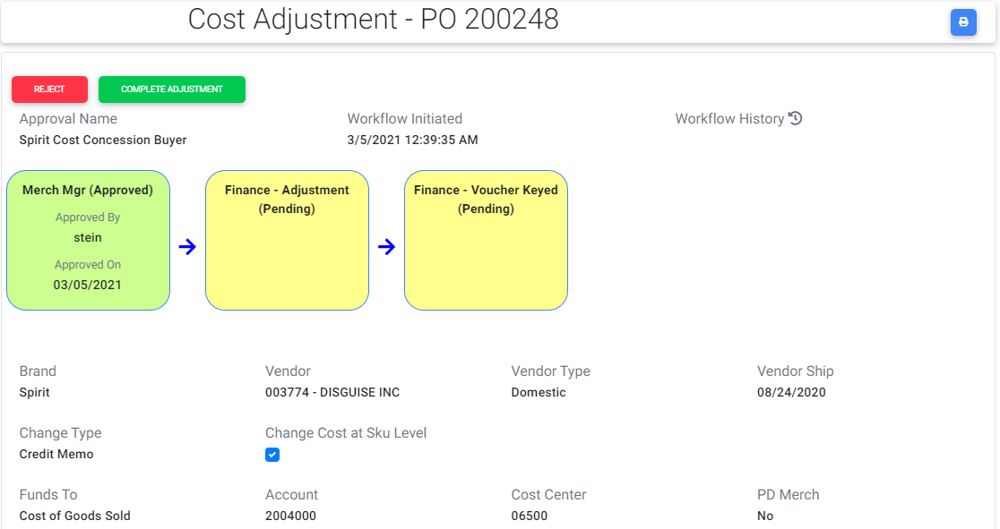 Cost Adjustment - PO 200248
REJECT
COMPLETE ADJUSTMENT
Approval Name
Workflow Initiated
Workflow History
Spirit Cost Concession Buyer
3/5/2021 12:39:35 AM
Merch Mgr (Approved)
Approved By
stein
Approved On
03/05/2021
Finance - Adjustment
(Pending)
Finance - Voucher Keyed
(Pending)
Brand
Vendor
Vendor Type
Vendor Ship
Spirit
003774 - DISGUISE INC
Domestic
08/24/2020
Change Type
Change Cost at Sku Level
Credit Memo
Funds To
Account
Cost Center
PD Merch
Cost of Goods Sold
2004000
06500
No